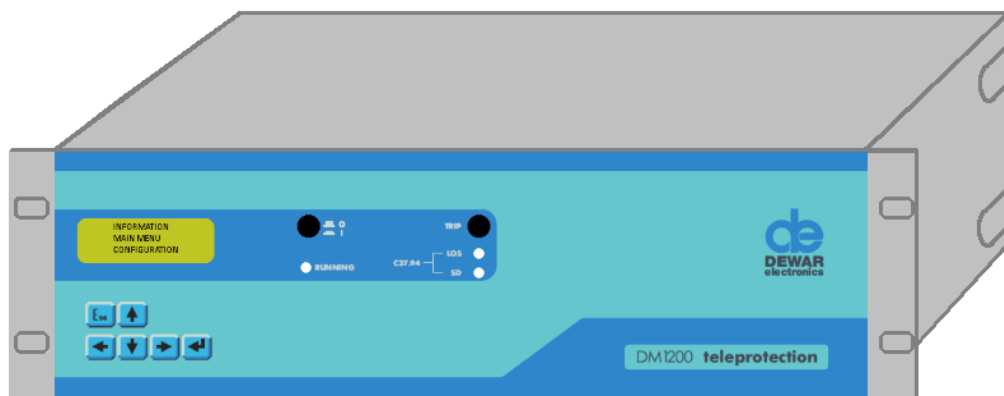 INFORMATION
MAIN MENU
CONFIGURATION
O
I
TRIP
RUNNING
C37.94
LOS
SD
Esc
de
DEWAR
electronics
DM1200 teleprotection